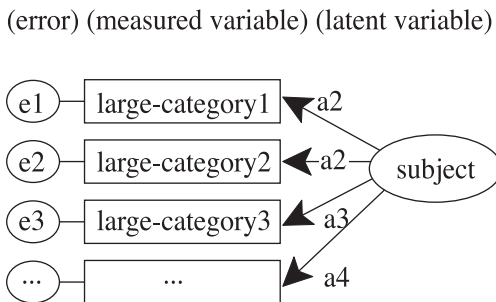 (error) (measured variable) (latent variable)
e1 large-category1 a2
e2 large-category2 a2 subject
e3 large-category3 a3
... ... a4